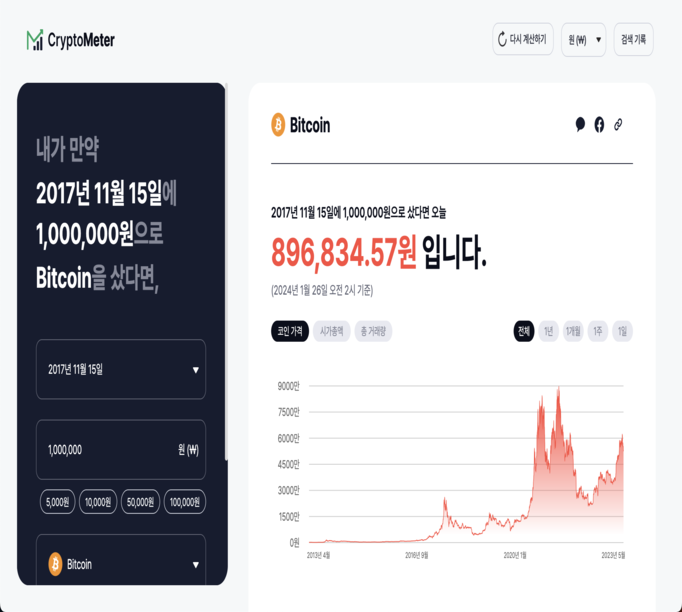 CryptoMeter
다시 계산하기
원 (₩)
검색 기록
내가 만약
2017년 11월 15일에
1,000,000원으로
Bitcoin을 샀다면,
2017년 11월 15일
1,000,000 원 (₩)
5,000원 10,000원 50,000원 100,000원
Bitcoin
Bitcoin
2017년 11월 15일에 1,000,000원으로 샀다면 오늘
896,834.57원 입니다.
(2024년 1월 26일 오전 2시 기준)
코인 가격 시가총액 총 거래량
전체 1년 1개월 1주 1일
9000만
7500만
6000만
4500만
3000만
1500만
0원
2013년 4월 2016년 9월 2020년 1월 2023년 5월